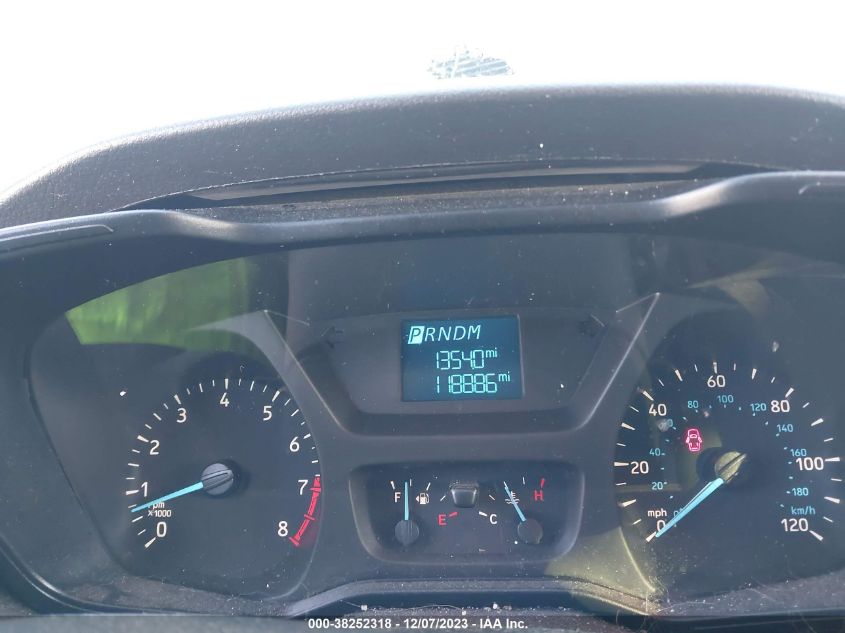 PRNDM
1354.0 mi
118886 mi
0 1 2 3 4 5 6 7 8
rpm
x1000
F E
C H
0 20 40 60 80 100 120
mph
20 40 60 80 100 120 140 160 180
km/h
000-38252318 - 12/07/2023 - IAA Inc.